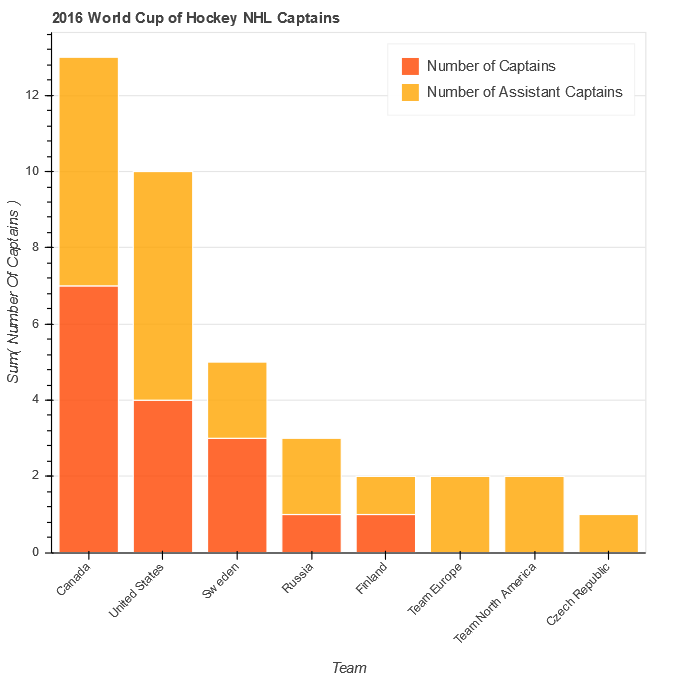 2016 World Cup of Hockey NHL Captains
Number of Captains
Number of Assistant Captains
12
10
8
6
4
2
0
Sum( Number Of Captains )
Canada
United States
Sweden
Russia
Finland
Team Europe
Team North America
Czech Republic
Team